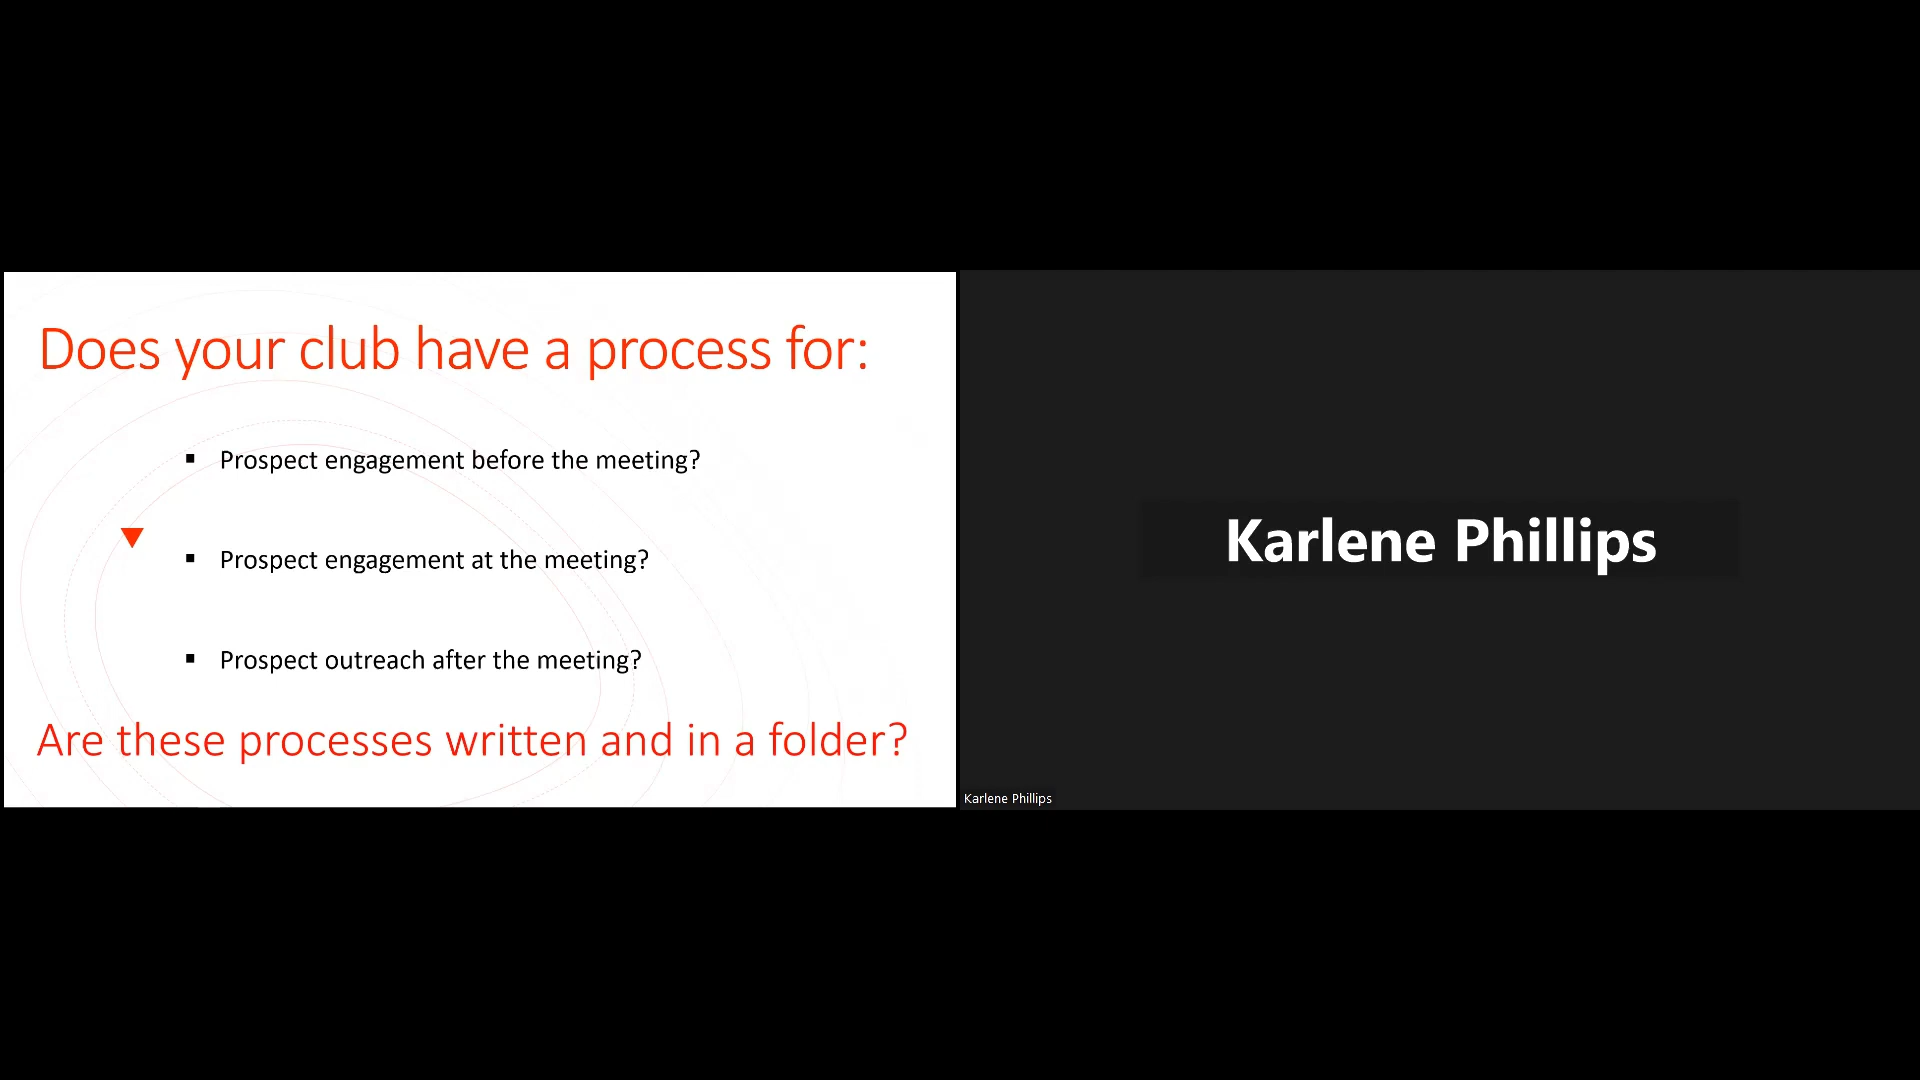 Does your club have a process for:
▪ Prospect engagement before the meeting?
▪ Prospect engagement at the meeting?
▪ Prospect outreach after the meeting?
Are these processes written and in a folder?
Karlene Phillips
Karlene Phillips